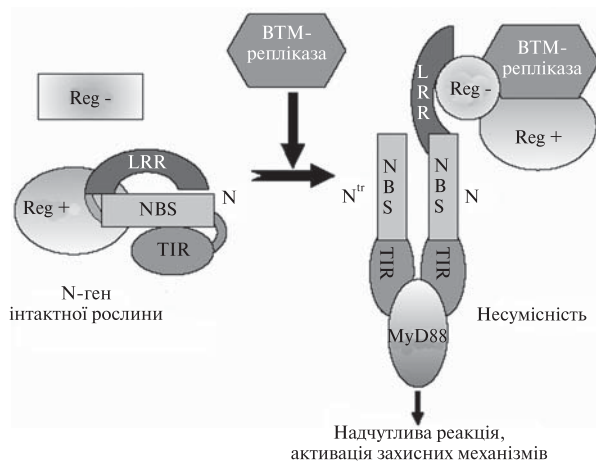 ВТМ-
репліказа
Reg -
LRR
Reg +
NBS
N
TIR
N-ген
інтактної рослини
ВТМ-
репліказа
LRR
Reg -
Reg +
N^tr
NBS
NBS
N
TIR
TIR
MyD88
Несумісність
Надчутлива реакція,
активація захисних механізмів